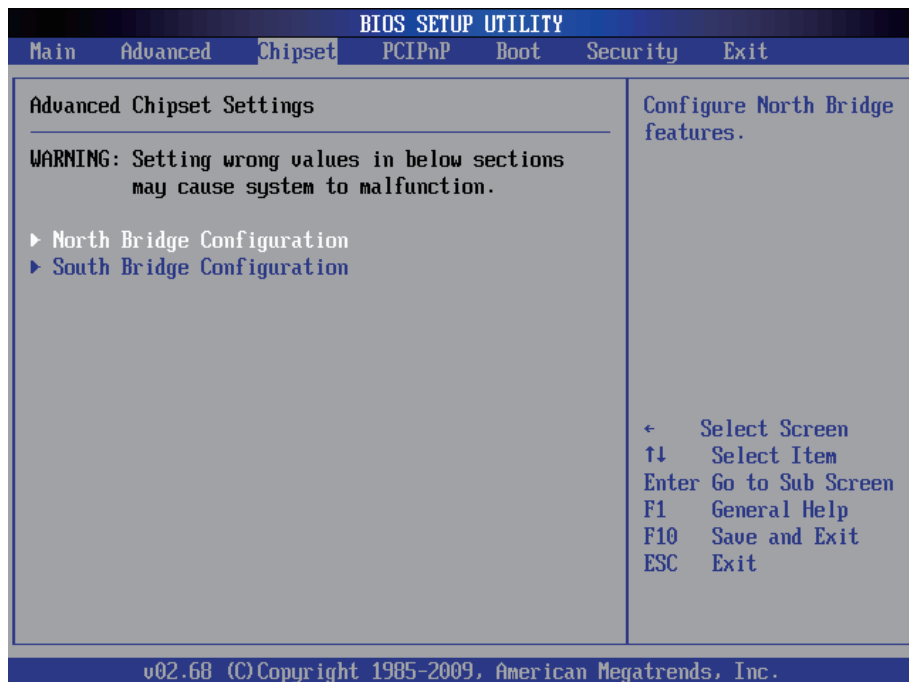 BIOS SETUP UTILITY
Main Advanced Chipset PCIPnP Boot Security Exit
Advanced Chipset Settings
WARNING: Setting wrong values in below sections
may cause system to malfunction.
▶ North Bridge Configuration
▶ South Bridge Configuration
Configure North Bridge
features.
← Select Screen
↑↓ Select Item
Enter Go to Sub Screen
F1 General Help
F10 Save and Exit
ESC Exit
v02.68 (C)Copyright 1985-2009, American Megatrends, Inc.